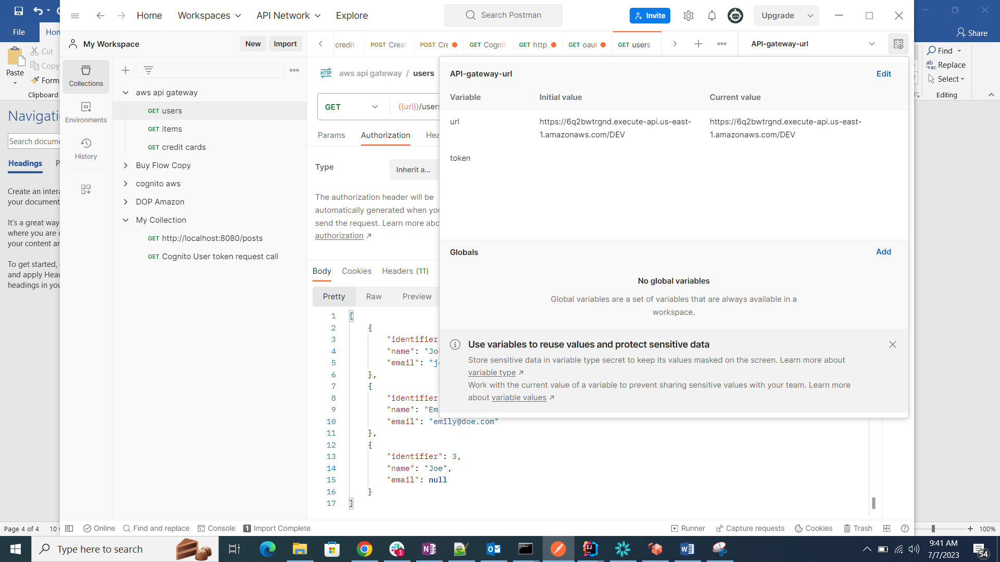 Home
Workspaces
API Network
Explore
Search Postman
Invite
Upgrade
File
Share
My Workspace
New
Import
credit
POST Creat
POST Cre
GET Cognit
GET http
GET oaut
GET users
API-gateway-url
Paste
Cut
Copy
Clipboard
Find
Replace
Select
Editing
Collections
Environments
History
aws api gateway
GET users
GET items
GET credit cards
Buy Flow Copy
cognito aws
DOP Amazon
My Collection
GET http://localhost:8080/posts
GET Cognito User token request call
Search docume
Headings
Create an inter
your document
It's a great way
where you are
your content ar
To get started,
and apply Head
headings in you
HTTP
aws api gateway / users
GET
{{url}}/users
Params
Authorization
Type
Inherit a...
The authorization header will be
automatically generated when you
send the request. Learn more abo
authorization
Body
Cookies
Headers (11)
Pretty
Raw
Preview
1 [
2 {
3 "identifier
4 "name": "Joh
5 "email": "j
6 },
7 {
8 "identifier
9 "name": "Em
10 "email": "emily@doe.com"
11 },
12 {
13 "identifier": 3,
14 "name": "Joe",
15 "email": null
16 }
17 ]
API-gateway-url
Edit
Variable
Initial value
Current value
url
https://6q2bwtrgnd.execute-api.us-east-
1.amazonaws.com/DEV
https://6q2bwtrgnd.execute-api.us-east-
1.amazonaws.com/DEV
token
Globals
Add
No global variables
Global variables are a set of variables that are always available in a
workspace.
Use variables to reuse values and protect sensitive data
Store sensitive data in variable type secret to keep its values masked on the screen. Learn more about
variable type
Work with the current value of a variable to prevent sharing sensitive values with your team. Learn more
about variable values
Page 4 of 4
10
Online
Find and replace
Console
1 Import Complete
Runner
Capture requests
Cookies
Trash
100%
Type here to search
1
9:41 AM
7/7/2023
54